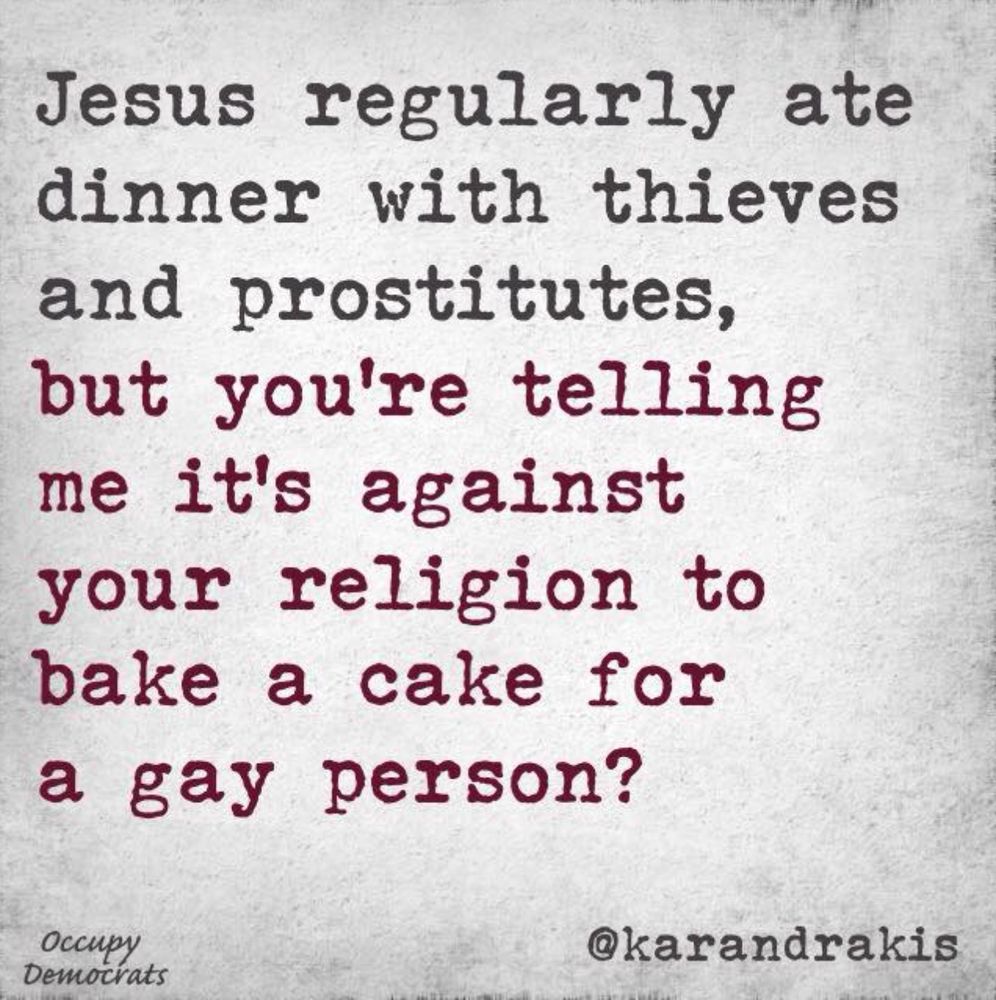 Jesus regularly ate
dinner with thieves
and prostitutes,
but you're telling
me it's against
your religion to
bake a cake for
a gay person?
Occupy
Democrats
@karandrakis